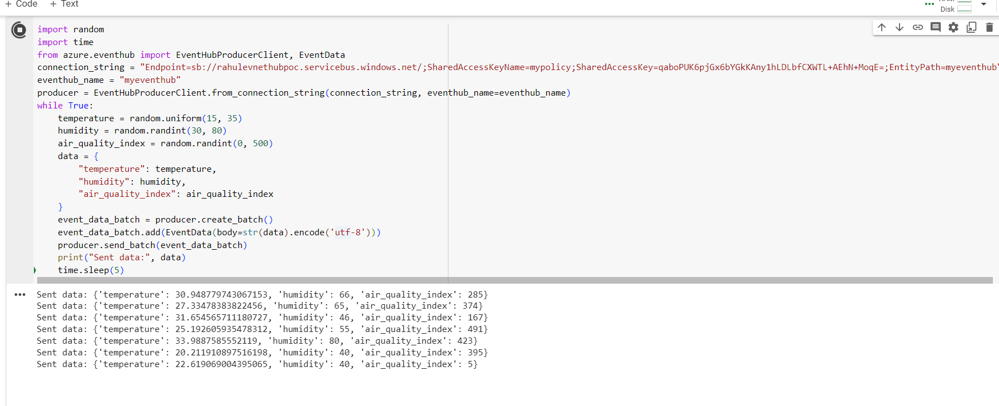 + Code + Text
Disk
import random
import time
from azure.eventhub import EventHubProducerClient, EventData
connection_string = "Endpoint=sb://rahulevnethubpoc.servicebus.windows.net/;SharedAccessKeyName=mypolicy;SharedAccessKey=qaboPUK6pjGx6bYGkKAny1hLDLbfCXWTL+AEhN+MoqE=;EntityPath=myeventhub"
eventhub_name = "myeventhub"
producer = EventHubProducerClient.from_connection_string(connection_string, eventhub_name=eventhub_name)
while True:
    temperature = random.uniform(15, 35)
    humidity = random.randint(30, 80)
    air_quality_index = random.randint(0, 500)
    data = {
        "temperature": temperature,
        "humidity": humidity,
        "air_quality_index": air_quality_index
    }
    event_data_batch = producer.create_batch()
    event_data_batch.add(EventData(body=str(data).encode('utf-8')))
    producer.send_batch(event_data_batch)
    print("Sent data:", data)
    time.sleep(5)
Sent data: {'temperature': 30.948779743067153, 'humidity': 66, 'air_quality_index': 285}
Sent data: {'temperature': 27.33478383822456, 'humidity': 65, 'air_quality_index': 374}
Sent data: {'temperature': 31.654565711180727, 'humidity': 46, 'air_quality_index': 167}
Sent data: {'temperature': 25.192605935478312, 'humidity': 55, 'air_quality_index': 491}
Sent data: {'temperature': 33.9887585552119, 'humidity': 80, 'air_quality_index': 423}
Sent data: {'temperature': 20.211910897516198, 'humidity': 40, 'air_quality_index': 395}
Sent data: {'temperature': 22.619069004395065, 'humidity': 40, 'air_quality_index': 5}